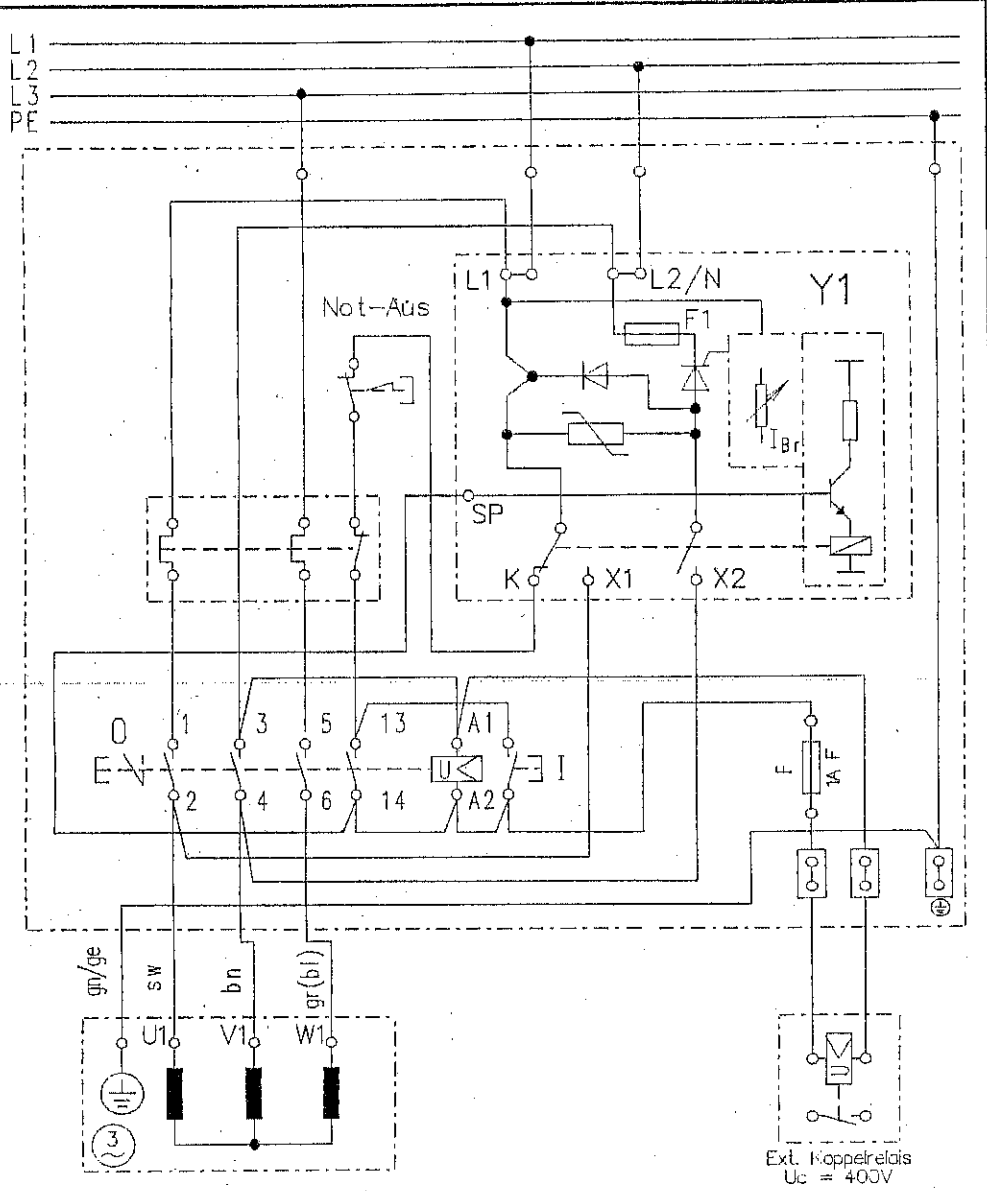 L1
L2
L3
PE
L1
L2/N
Y1
Not-Aus
F1
IBr
SP
K
X1
X2
O
1
3
5
13
A1
U<
I
2
4
6
14
A2
F
1A F
gn/ge
sw
bn
gr(bl)
U1
V1
W1
3
~
U<
Ext. Koppelrelais
Uc = 400V